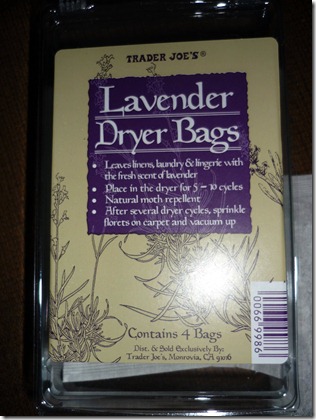 TRADER JOE'S®
Lavender
Dryer Bags
• Leaves linens, laundry & lingerie with
the fresh scent of lavender
• Place in the dryer for 5 - 10 cycles
• Natural moth repellent
• After several dryer cycles, sprinkle
florets on carpet and vacuum up
Contains 4 Bags
Dist. & Sold Exclusively By:
Trader Joe's, Monrovia, CA 91016